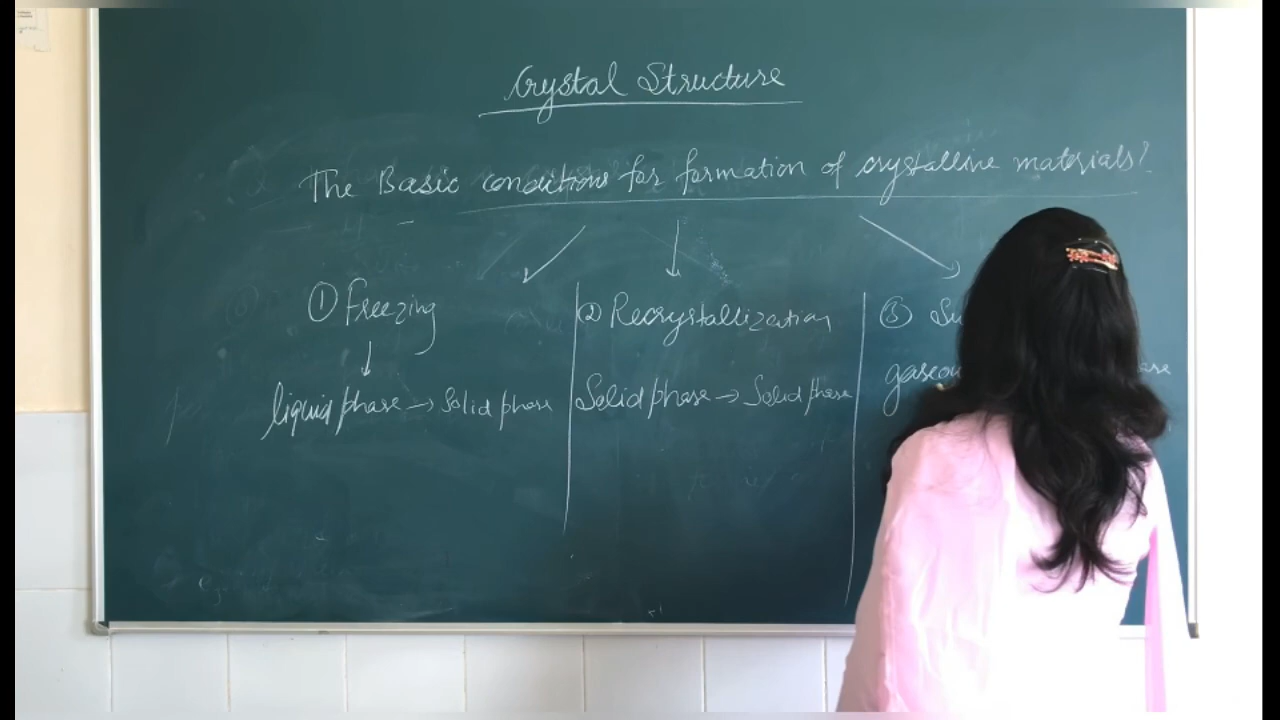 Crystal Structure
The Basic conditions for formation of crystalline materials?
① Freezing
② Recrystallization
③ Su
liquid phase → Solid phase
Solid phase → Solid phase
gaseou